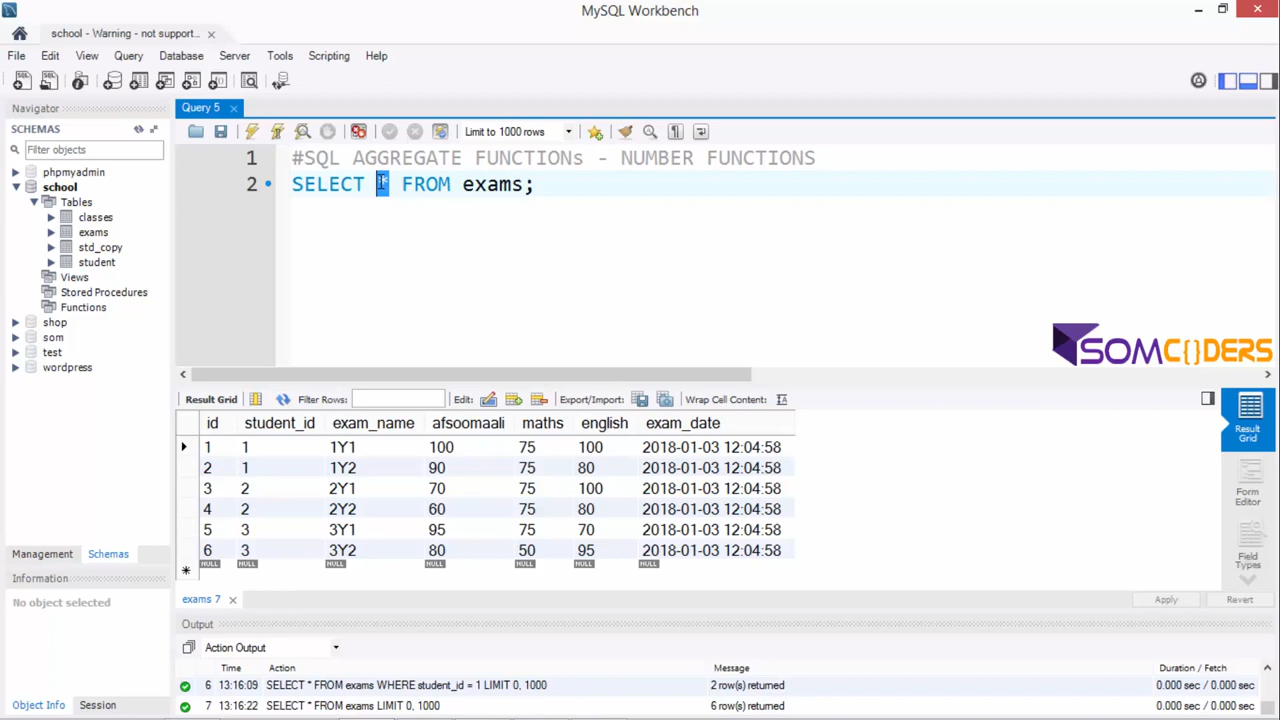 MySQL Workbench
school - Warning - not support...
File Edit View Query Database Server Tools Scripting Help
Navigator
SCHEMAS
Filter objects
phpmyadmin
school
Tables
classes
exams
std_copy
student
Views
Stored Procedures
Functions
shop
som
test
wordpress
Management Schemas
Information
No object selected
Object Info Session
Query 5
Limit to 1000 rows
1 #SQL AGGREGATE FUNCTIONs - NUMBER FUNCTIONS
2 SELECT * FROM exams;
SOMC{}DERS
Result Grid Filter Rows: Edit: Export/Import: Wrap Cell Content:
id student_id exam_name afsoomaali maths english exam_date
1 1 1Y1 100 75 100 2018-01-03 12:04:58
2 1 1Y2 90 75 80 2018-01-03 12:04:58
3 2 2Y1 70 75 100 2018-01-03 12:04:58
4 2 2Y2 60 75 80 2018-01-03 12:04:58
5 3 3Y1 95 75 70 2018-01-03 12:04:58
6 3 3Y2 80 50 95 2018-01-03 12:04:58
NULL NULL NULL NULL NULL NULL NULL
Result
Grid
Form
Editor
Field
Types
exams 7
Apply Revert
Output
Action Output
Time Action Message Duration / Fetch
6 13:16:09 SELECT * FROM exams WHERE student_id = 1 LIMIT 0, 1000 2 row(s) returned 0.000 sec / 0.000 sec
7 13:16:22 SELECT * FROM exams LIMIT 0, 1000 6 row(s) returned 0.000 sec / 0.000 sec